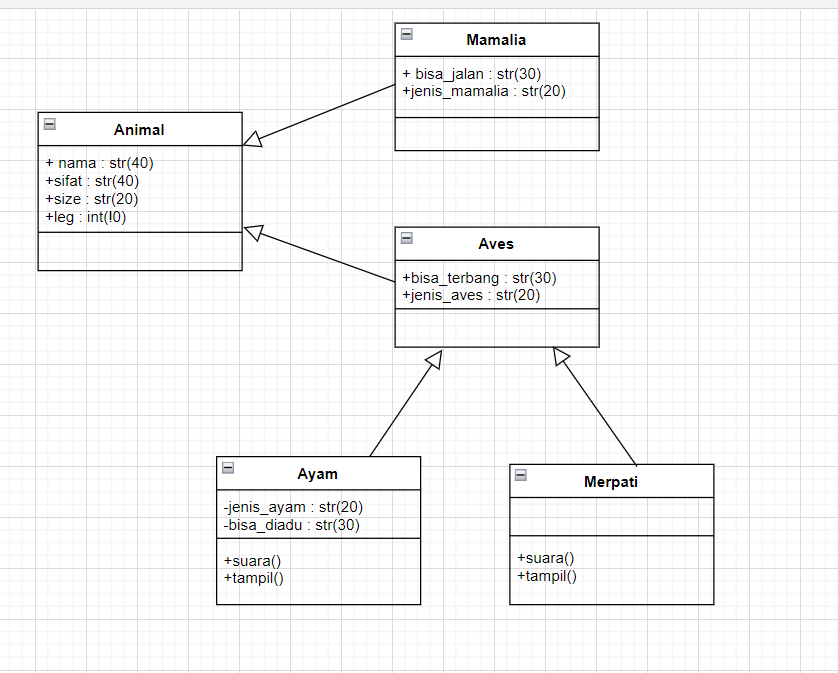 Mamalia
+ bisa_jalan : str(30)
+jenis_mamalia : str(20)
Animal
+ nama : str(40)
+sifat : str(40)
+size : str(20)
+leg : int(!0)
Aves
+bisa_terbang : str(30)
+jenis_aves : str(20)
Ayam
-jenis_ayam : str(20)
-bisa_diadu : str(30)
+suara()
+tampil()
Merpati
+suara()
+tampil()